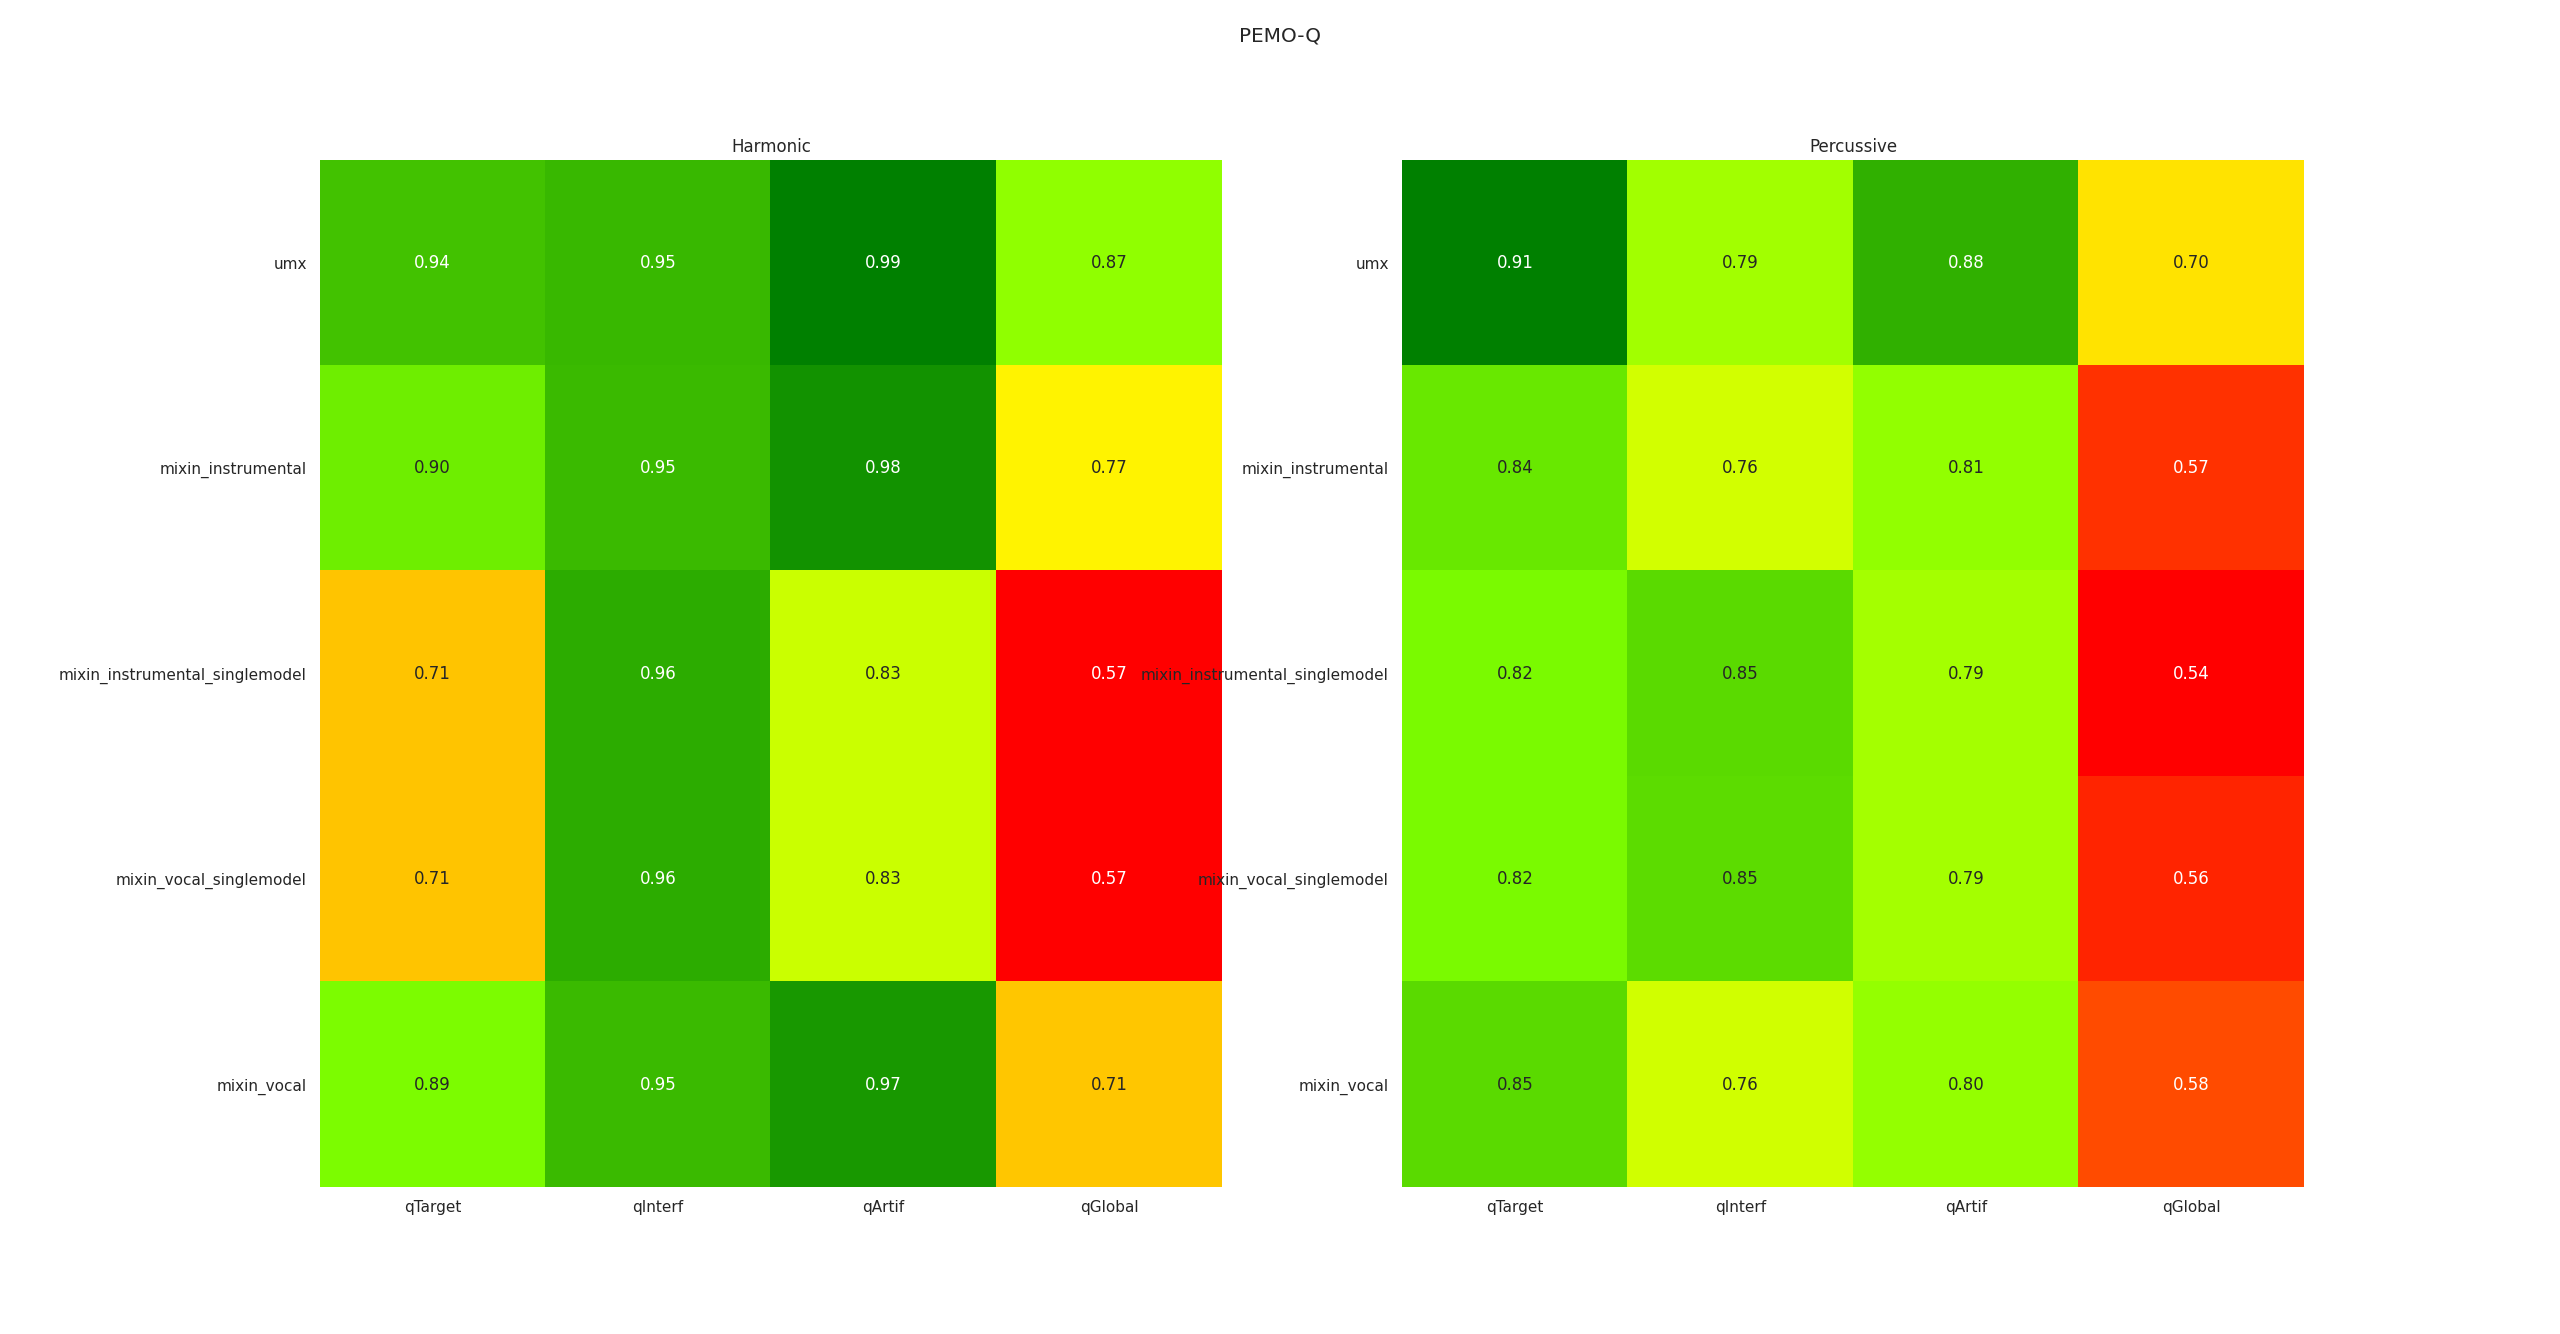 PEMO-Q
Harmonic
umx 0.94 0.95 0.99 0.87
mixin_instrumental 0.90 0.95 0.98 0.77
mixin_instrumental_singlemodel 0.71 0.96 0.83 0.57
mixin_vocal_singlemodel 0.71 0.96 0.83 0.57
mixin_vocal 0.89 0.95 0.97 0.71
qTarget qInterf qArtif qGlobal
Percussive
umx 0.91 0.79 0.88 0.70
mixin_instrumental 0.84 0.76 0.81 0.57
mixin_instrumental_singlemodel 0.82 0.85 0.79 0.54
mixin_vocal_singlemodel 0.82 0.85 0.79 0.56
mixin_vocal 0.85 0.76 0.80 0.58
qTarget qInterf qArtif qGlobal